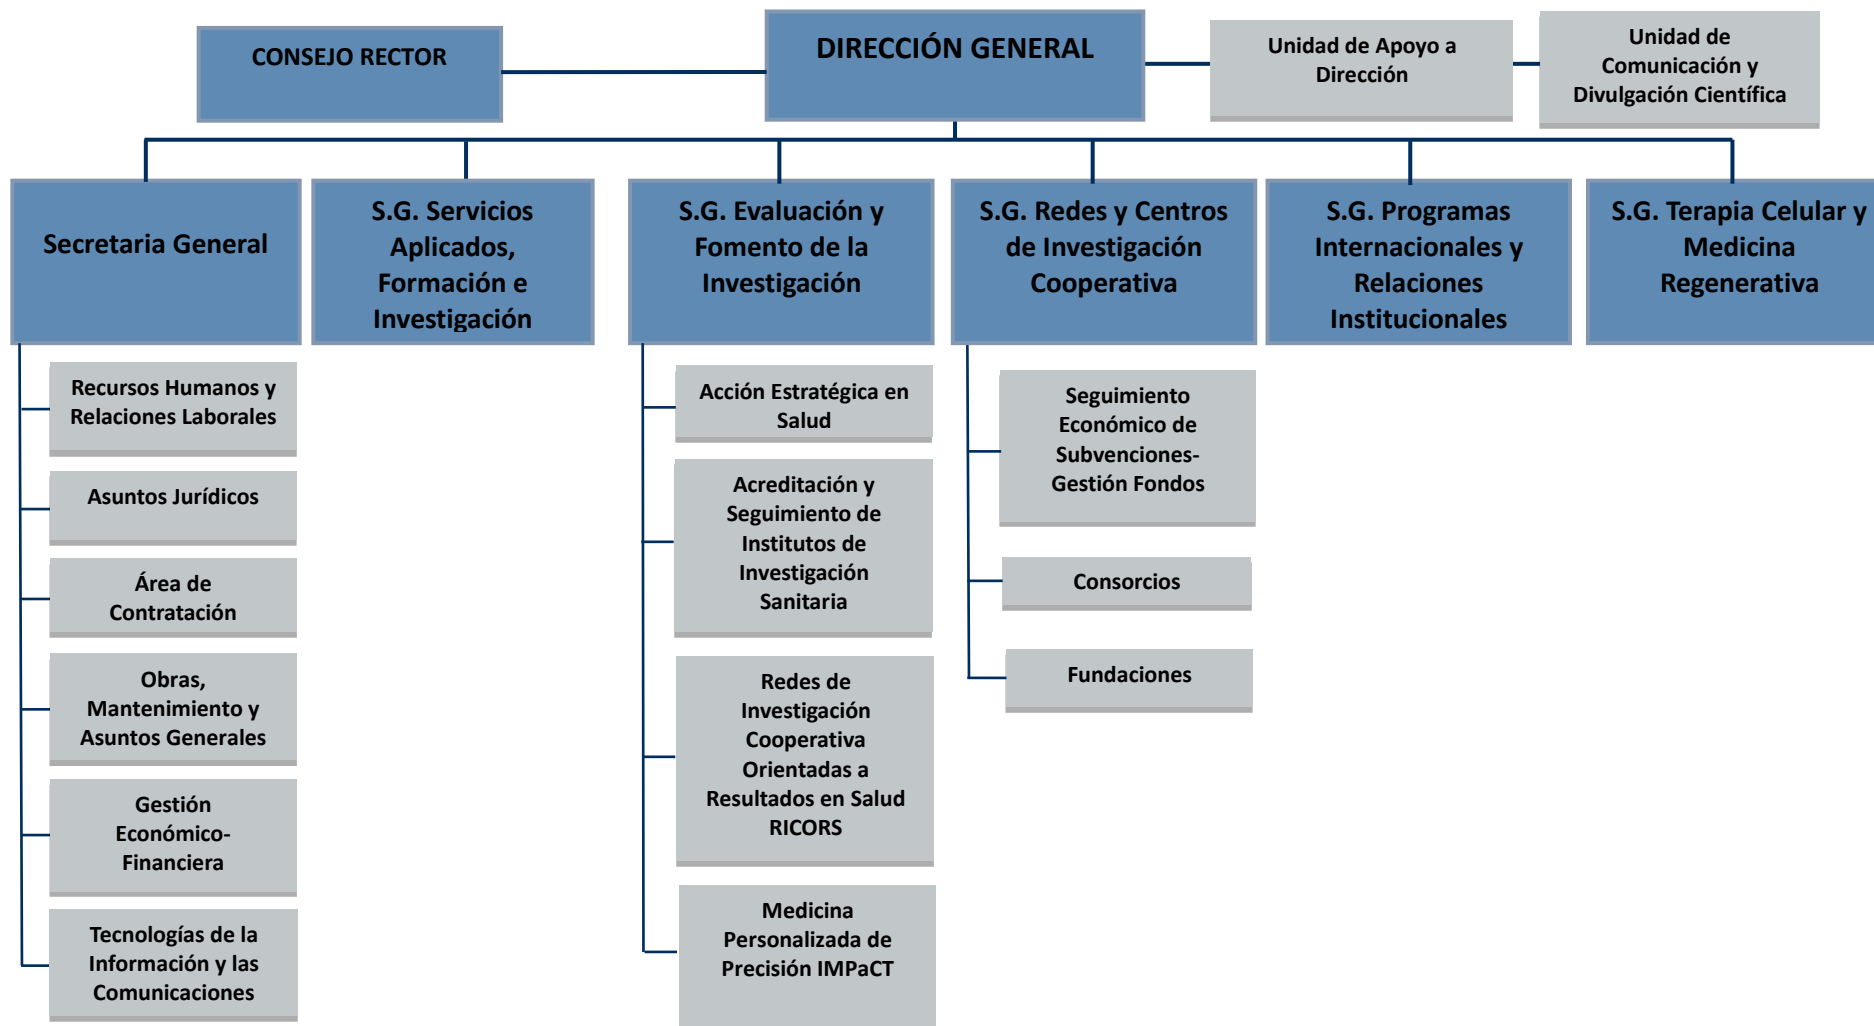 CONSEJO RECTOR
DIRECCIÓN GENERAL
Unidad de Apoyo a
Dirección
Unidad de
Comunicación y
Divulgación Científica
Secretaria General
S.G. Servicios
Aplicados,
Formación e
Investigación
S.G. Evaluación y
Fomento de la
Investigación
S.G. Redes y Centros
de Investigación
Cooperativa
S.G. Programas
Internacionales y
Relaciones
Institucionales
S.G. Terapia Celular y
Medicina
Regenerativa
Recursos Humanos y
Relaciones Laborales
Asuntos Jurídicos
Área de
Contratación
Obras,
Mantenimiento y
Asuntos Generales
Gestión
Económico-
Financiera
Tecnologías de la
Información y las
Comunicaciones
Acción Estratégica en
Salud
Acreditación y
Seguimiento de
Institutos de
Investigación
Sanitaria
Redes de
Investigación
Cooperativa
Orientadas a
Resultados en Salud
RICORS
Medicina
Personalizada de
Precisión IMPaCT
Seguimiento
Económico de
Subvenciones-
Gestión Fondos
Consorcios
Fundaciones